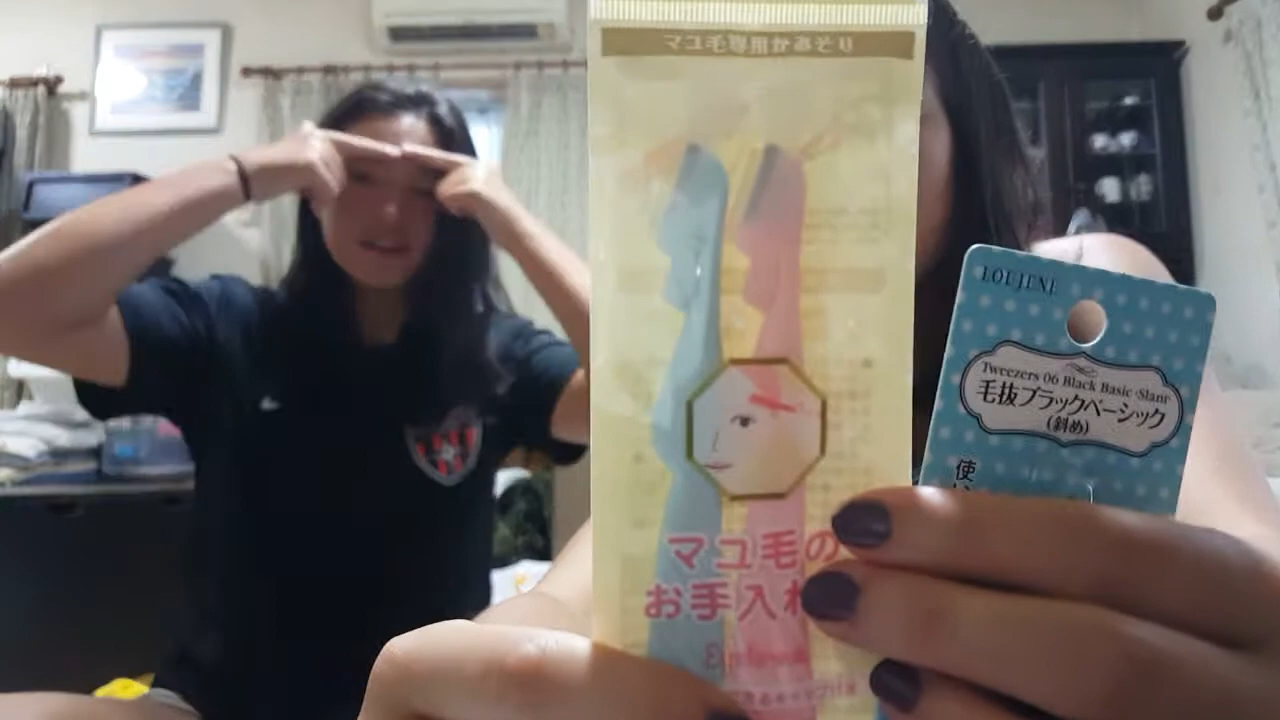 マユ毛専用かみそり
マユ毛の
お手入れ
LOUJENE
Tweezers 06 Black Basic Slant
毛抜ブラックベーシック
(斜め)
使い